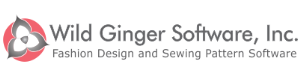 Wild Ginger Software, Inc.
Fashion Design and Sewing Pattern Software